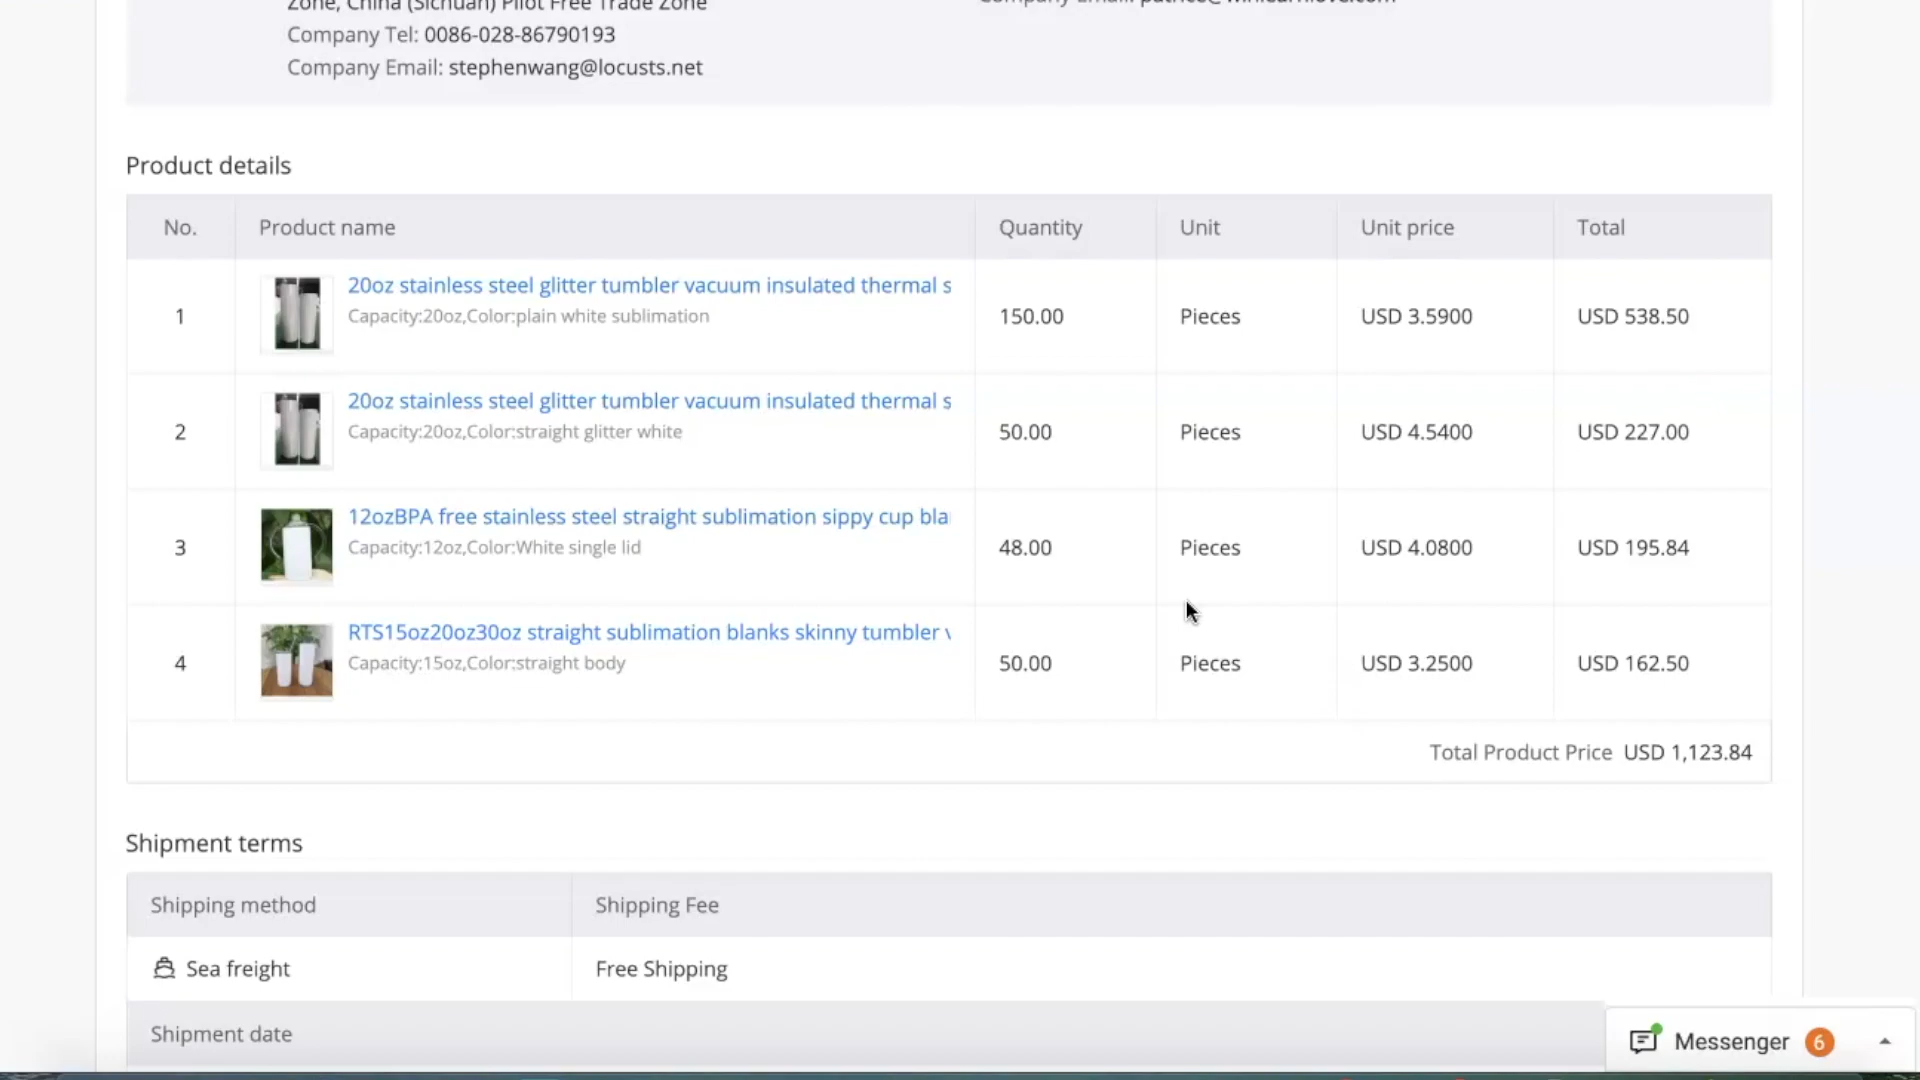 Zone, China (Sichuan) Pilot Free Trade Zone
Company Tel: 0086-028-86790193
Company Email: stephenwang@locusts.net
Company Email:
Product details
No. Product name Quantity Unit Unit price Total
1 20oz stainless steel glitter tumbler vacuum insulated thermal s
Capacity:20oz,Color:plain white sublimation 150.00 Pieces USD 3.5900 USD 538.50
2 20oz stainless steel glitter tumbler vacuum insulated thermal s
Capacity:20oz,Color:straight glitter white 50.00 Pieces USD 4.5400 USD 227.00
3 12ozBPA free stainless steel straight sublimation sippy cup bla
Capacity:12oz,Color:White single lid 48.00 Pieces USD 4.0800 USD 195.84
4 RTS15oz20oz30oz straight sublimation blanks skinny tumbler v
Capacity:15oz,Color:straight body 50.00 Pieces USD 3.2500 USD 162.50
Total Product Price USD 1,123.84
Shipment terms
Shipping method Shipping Fee
Sea freight Free Shipping
Shipment date
Messenger 6